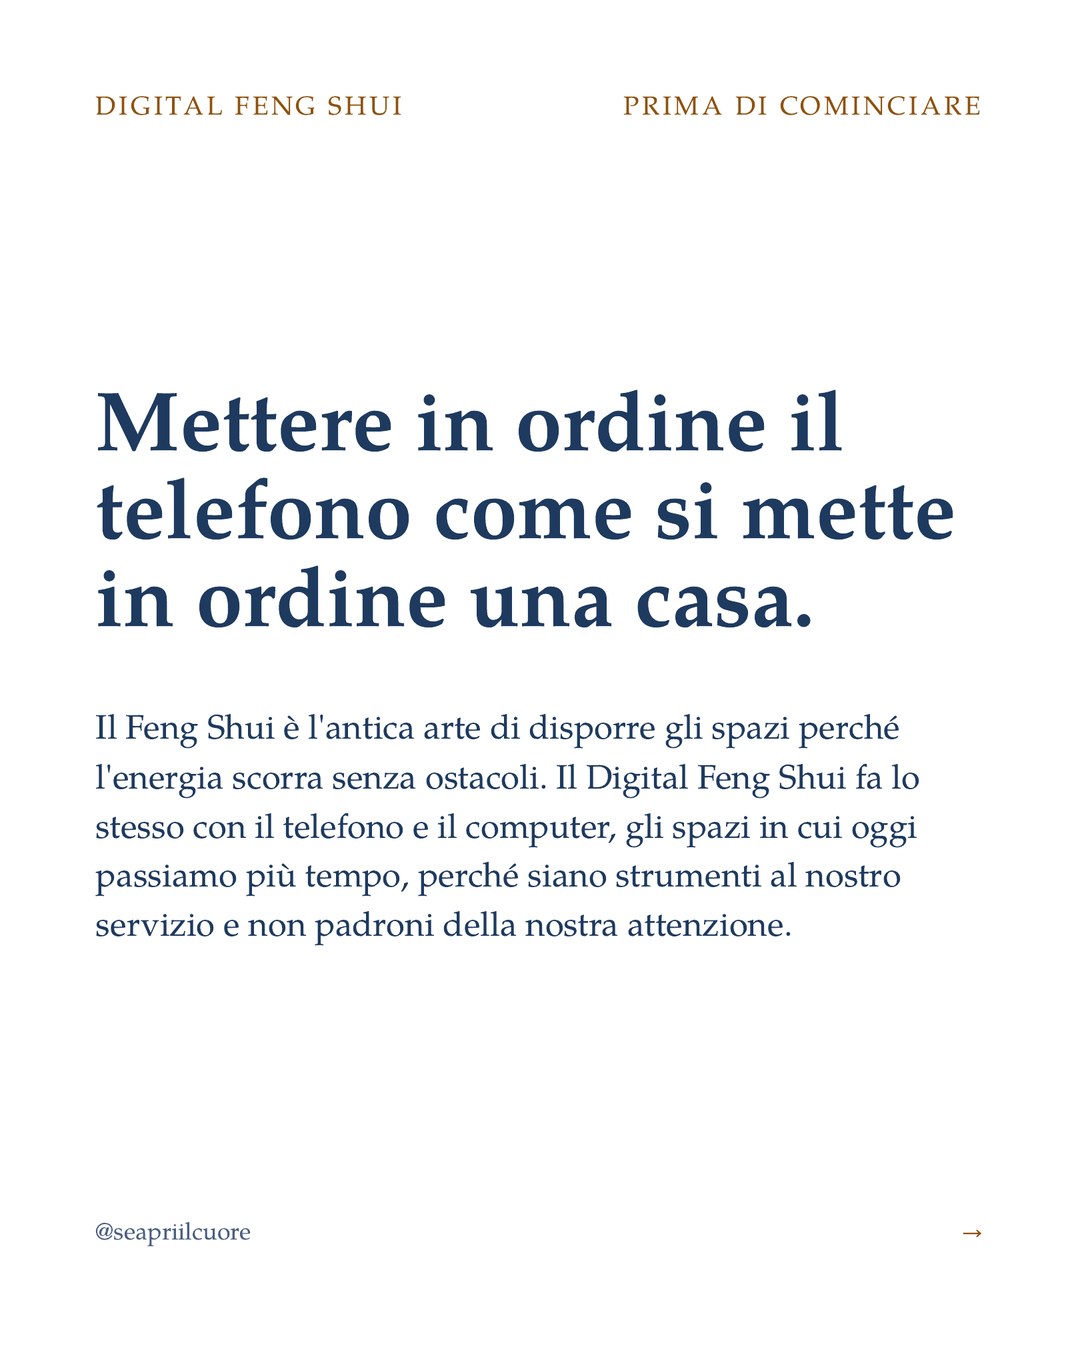 DIGITAL FENG SHUI
PRIMA DI COMINCIARE
Mettere in ordine il
telefono come si mette
in ordine una casa.
Il Feng Shui è l'antica arte di disporre gli spazi perché
l'energia scorra senza ostacoli. Il Digital Feng Shui fa lo
stesso con il telefono e il computer, gli spazi in cui oggi
passiamo più tempo, perché siano strumenti al nostro
servizio e non padroni della nostra attenzione.
@seapriilcuore
→